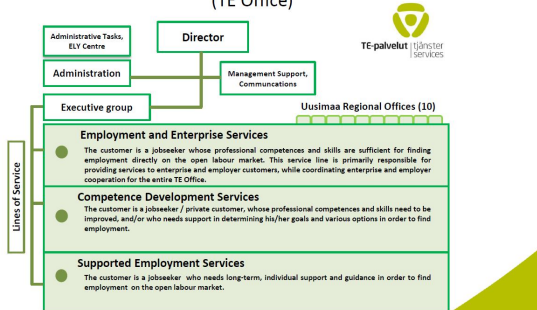 (TE Office)
Administrative Tasks,
ELY Centre
Director
TE-palvelut | tjänster
services
Administration
Management Support,
Communcations
Executive group
Uusimaa Regional Offices (10)
Lines of Service
Employment and Enterprise Services
The customer is a jobseeker whose professional competences and skills are sufficient for finding
employment directly on the open labour market. This service line is primarily responsible for
providing services to enterprise and employer customers, while coordinating enterprise and employer
cooperation for the entire TE Office.
Competence Development Services
The customer is a jobseeker / private customer, whose professional competences and skills need to be
improved, and/or who needs support in determining his/her goals and various options in order to find
employment.
Supported Employment Services
The customer is a jobseeker who needs long-term, individual support and guidance in order to find
employment on the open labour market.